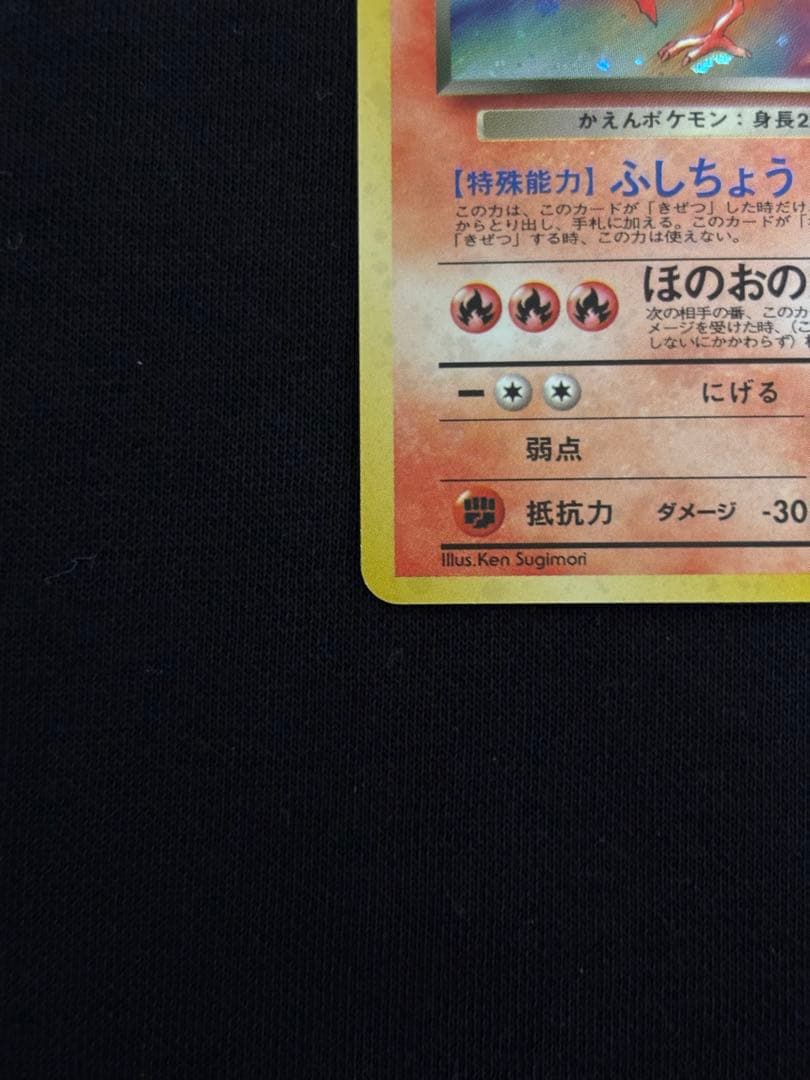 かえんポケモン：身長2
【特殊能力】ふしちょう
この力は、このカードが「きぜつ」した時だけ
からとり出し、手札に加える。このカードが「
「きぜつ」する時、この力は使えない。
ほのおの
次の相手の番、このカ
メージを受けた時、（こ
しないにかかわらず）
にげる
弱点
抵抗力 ダメージ -30
Illus.Ken Sugimori